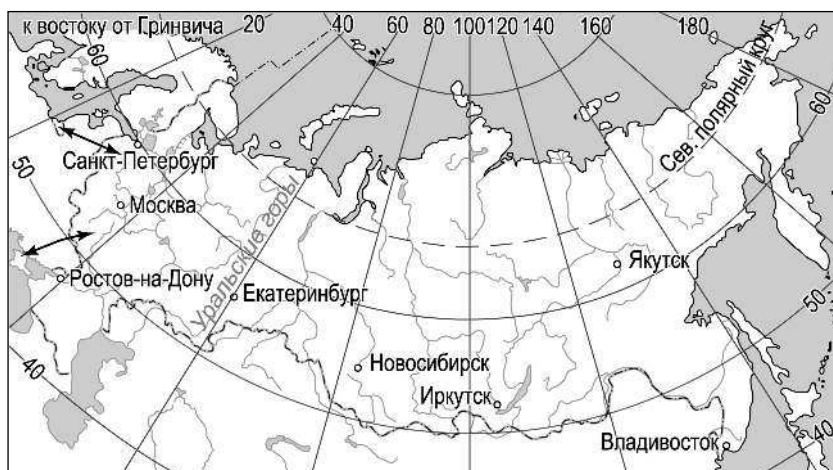 к востоку от Гринвича 20 40 60 80 100 120 140 160 180
60
Сев. полярный круг
60
Санкт-Петербург
50
Москва
Уральские горы
Якутск
Ростов-на-Дону
Екатеринбург
50
40
Новосибирск
Иркутск
Владивосток
40